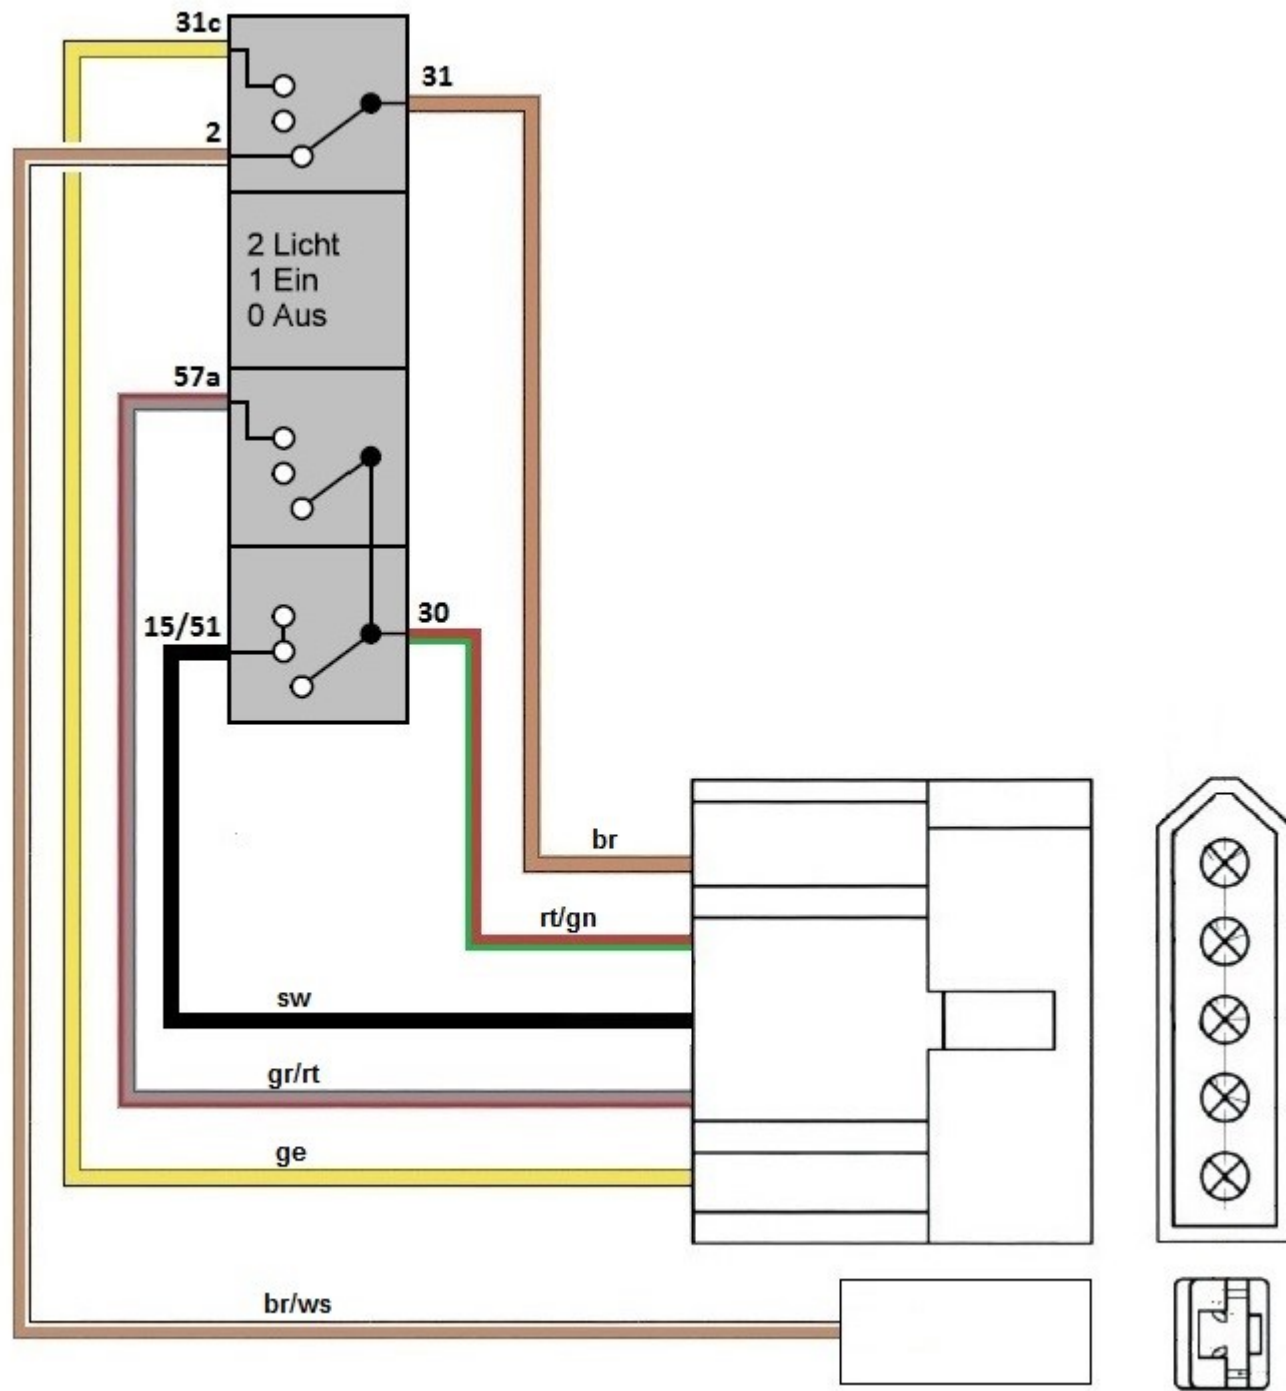 31c
31
2
2 Licht
1 Ein
0 Aus
57a
15/51
30
br
rt/gn
sw
gr/rt
ge
br/ws